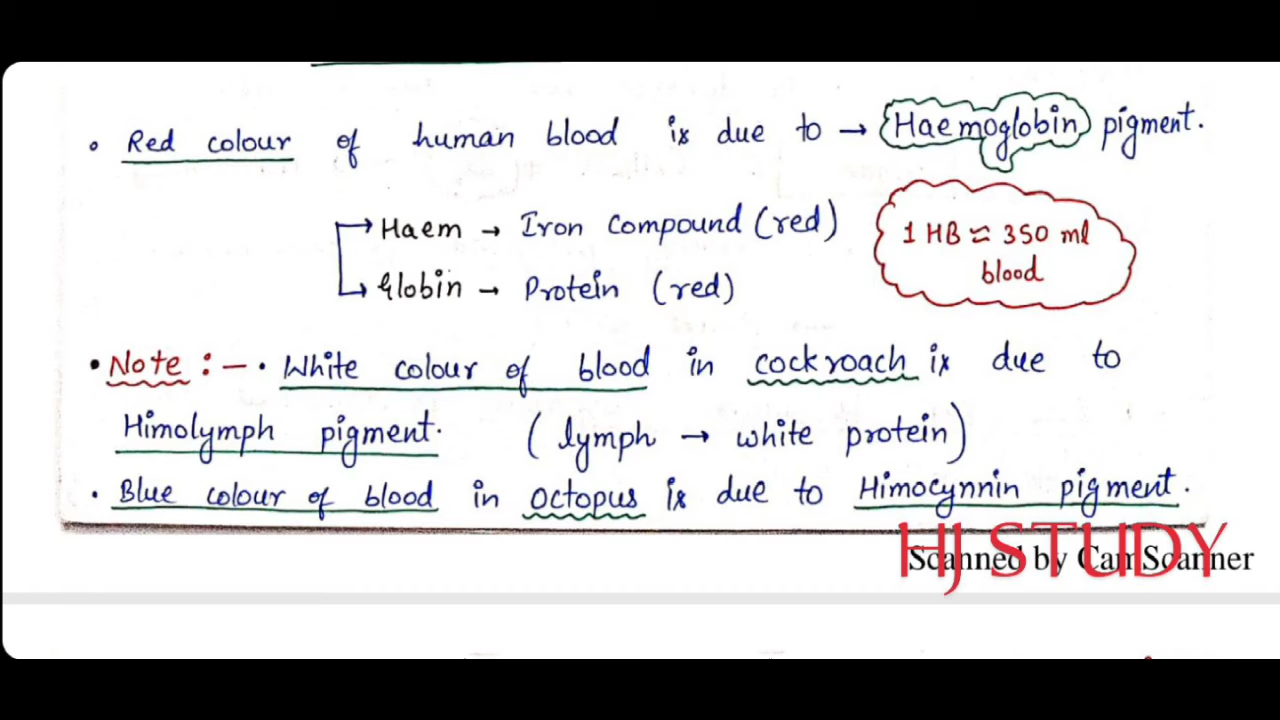 • Red colour of human blood is due to → Haemoglobin pigment.
→ Haem → Iron compound (red)
1 HB ≈ 350 ml
blood
→ Globin → Protein (red)
• Note :- • White colour of blood in cockroach is due to
Himolymph pigment. (lymph → white protein)
• Blue colour of blood in octopus is due to Himocynnin pigment.
HJ STUDY
Scanned by CamScanner